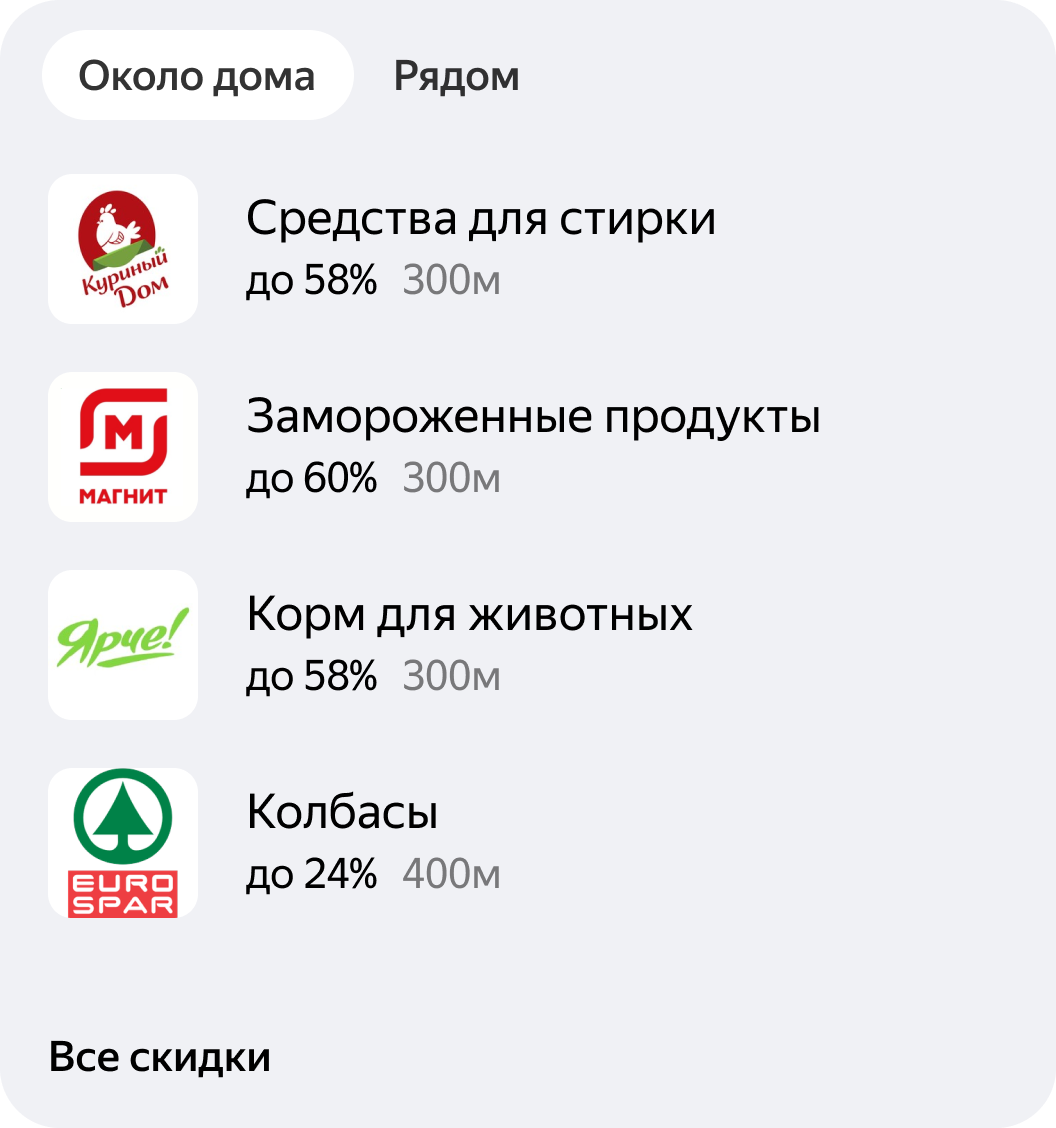 Около дома
Рядом
Куриный
Дом
Средства для стирки
до 58% 300м
МАГНИТ
Замороженные продукты
до 60% 300м
Ярче!
Корм для животных
до 58% 300м
EURO
SPAR
Колбасы
до 24% 400м
Все скидки